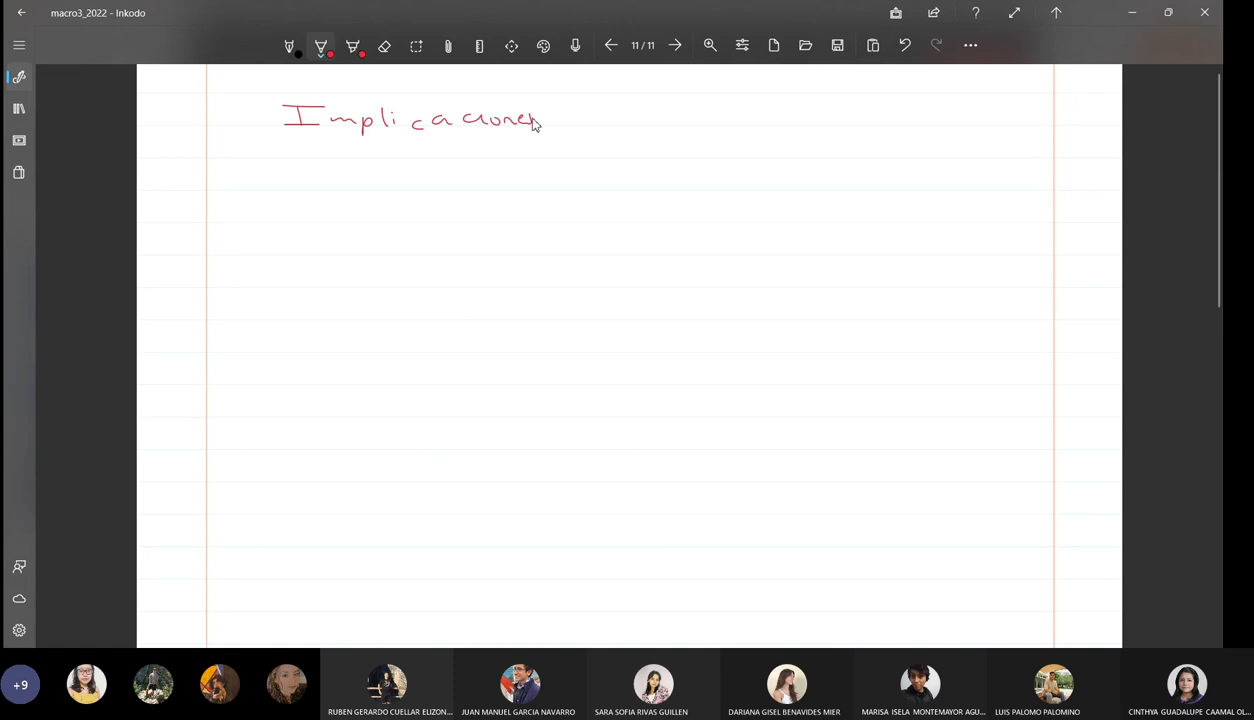 macro3_2022 - Inkodo
11/11
Implicaciones
+9
RUBEN GERARDO CUELLAR ELIZON...
JUAN MANUEL GARCIA NAVARRO
SARA SOFIA RIVAS GUILLEN
DARIANA GISEL BENAVIDES MIER
MARISA ISELA MONTEMAYOR AGU...
LUIS PALOMO PALOMINO
CINTHYA GUADALUPE CAAMAL OL...